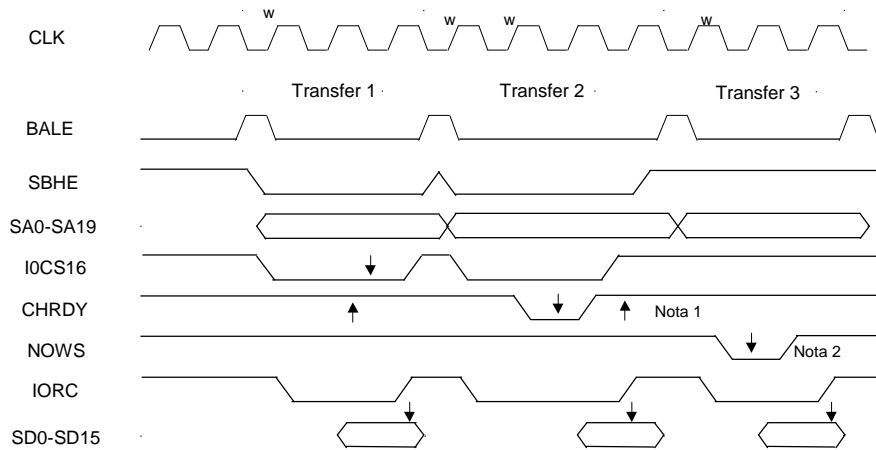 W W W W
CLK
Transfer 1 Transfer 2 Transfer 3
BALE
SBHE
SA0-SA19
I0CS16
CHRDY Nota 1
NOWS Nota 2
IORC
SD0-SD15